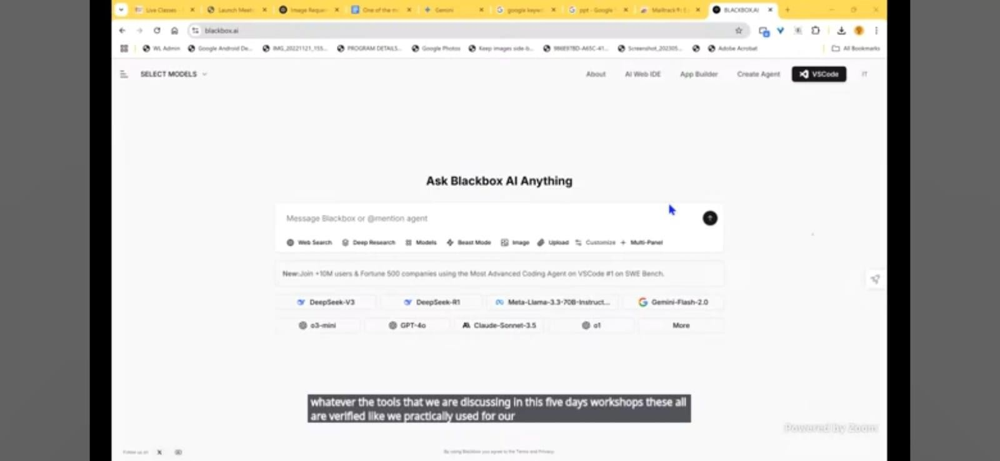 Live Classes
Launch Meeti
Image Reques
One of the mo
Gemini
google keyw
ppt - Google
Mailtrack
BLACKBOX.AI
blackbox.ai
WL Admin
Google Android De...
IMG_20221121_155...
PROGRAM DETAILS...
Google Photos
Keep images side-b...
Screenshot_202305...
Adobe Acrobat
All Bookmarks
SELECT MODELS
About
AI Web IDE
App Builder
Create Agent
VSCode
IT
Ask Blackbox AI Anything
Message Blackbox or @mention agent
Web Search
Deep Research
Models
Beast Mode
Image
Upload
Customize
Multi-Panel
New:Join +10M users & Fortune 500 companies using the Most Advanced Coding Agent on VSCode #1 on SWE Bench.
DeepSeek-V3
DeepSeek-R1
Meta-Llama-3.3-70B-Instruct...
Gemini-Flash-2.0
o3-mini
GPT-4o
Claude-Sonnet-3.5
o1
More
whatever the tools that we are discussing in this five days workshops these all
are verified like we practically used for our
Powered by Zoom
Follow us on
By using Blackbox you agree to the Terms and Privacy.